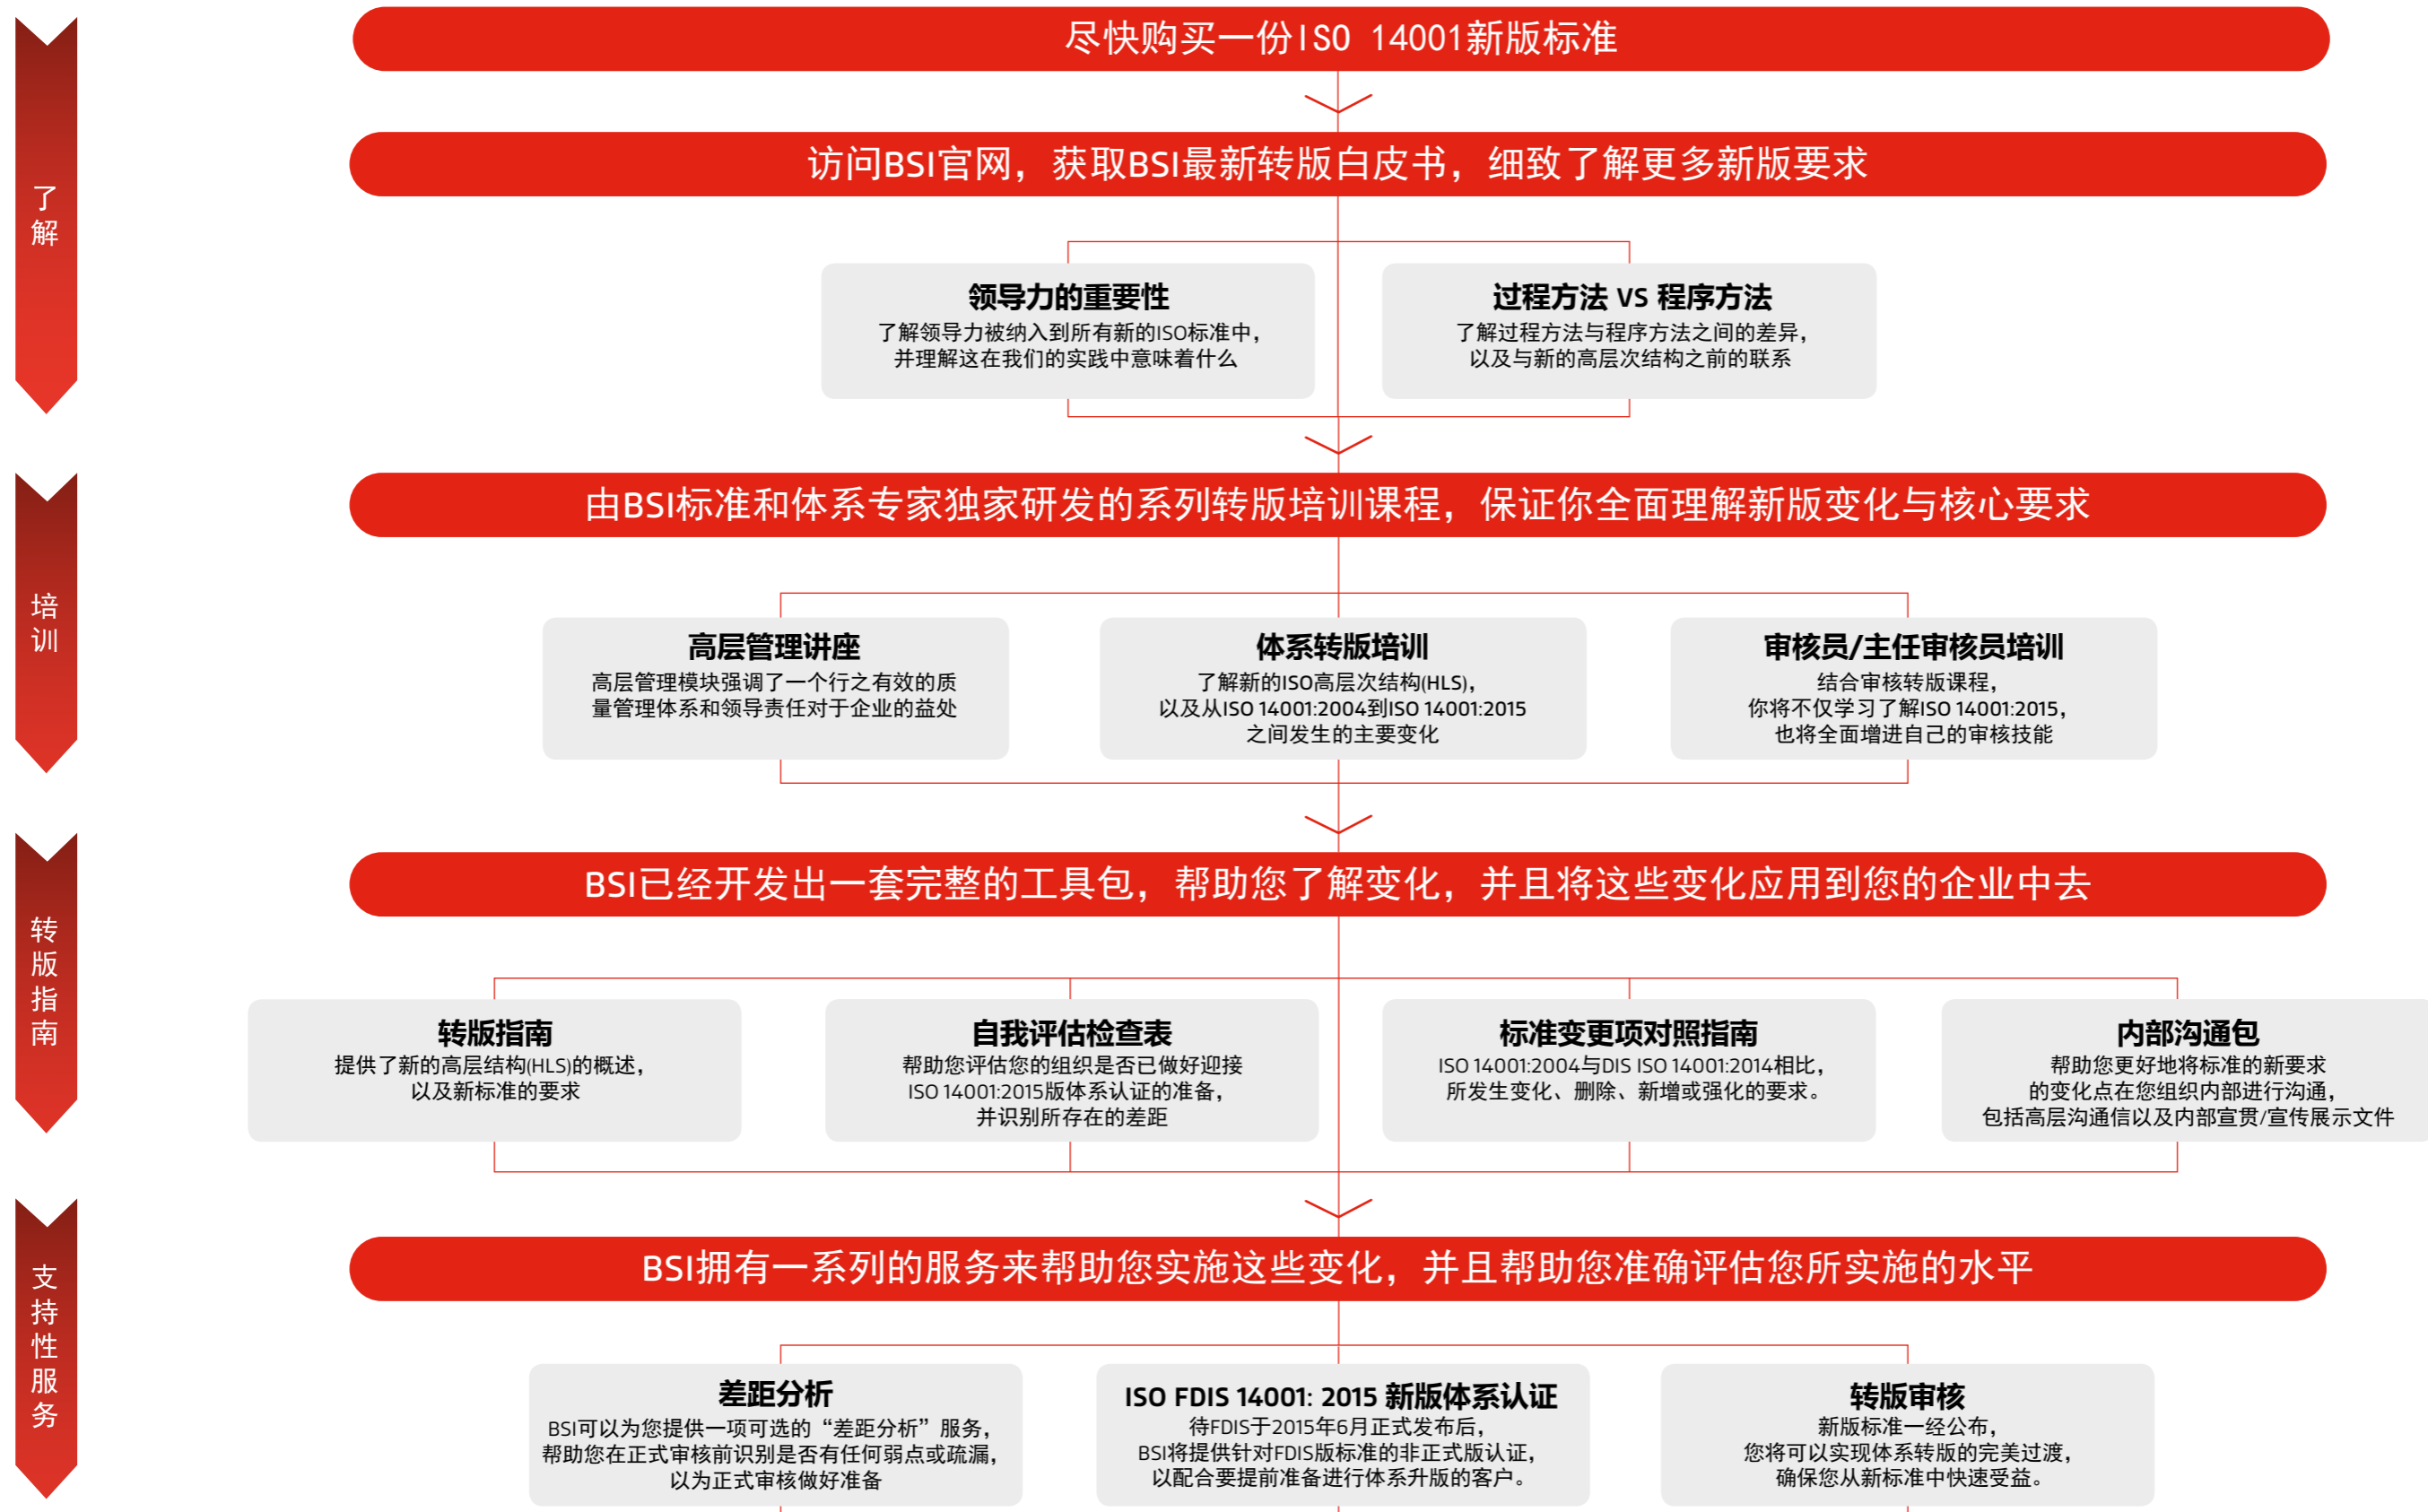 尽快购买一份ISO 14001新版标准
访问BSI官网，获取BSI最新转版白皮书，细致了解更多新版要求
了解
领导力的重要性
了解领导力被纳入到所有新的ISO标准中，
并理解这在我们的实践中意味着什么
过程方法 VS 程序方法
了解过程方法与程序方法之间的差异，
以及与新的高层次结构之前的联系
由BSI标准和体系专家独家研发的系列转版培训课程，保证你全面理解新版变化与核心要求
培训
高层管理讲座
高层管理模块强调了一个行之有效的质
量管理体系和领导责任对于企业的益处
体系转版培训
了解新的ISO高层次结构(HLS)，
以及从ISO 14001:2004到ISO 14001:2015
之间发生的主要变化
审核员/主任审核员培训
结合审核转版课程，
你将不仅学习了解ISO 14001:2015，
也将全面增进自己的审核技能
BSI已经开发出一套完整的工具包，帮助您了解变化，并且将这些变化应用到您的企业中去
转版指南
转版指南
提供了新的高层结构(HLS)的概述，
以及新标准的要求
自我评估检查表
帮助您评估您的组织是否已做好迎接
ISO 14001:2015版体系认证的准备，
并识别所存在的差距
标准变更项对照指南
ISO 14001:2004与DIS ISO 14001:2014相比，
所发生变化、删除、新增或强化的要求。
内部沟通包
帮助您更好地将标准的新要求
的变化点在您组织内部进行沟通，
包括高层沟通信以及内部宣贯/宣传展示文件
BSI拥有一系列的服务来帮助您实施这些变化，并且帮助您准确评估您所实施的水平
支持性服务
差距分析
BSI可以为您提供一项可选的“差距分析”服务，
帮助您在正式审核前识别是否有任何弱点或疏漏，
以为正式审核做好准备
ISO FDIS 14001: 2015 新版体系认证
待FDIS于2015年6月正式发布后，
BSI将提供针对FDIS版标准的非正式版认证，
以配合要提前准备进行体系升版的客户。
转版审核
新版标准一经公布，
您将可以实现体系转版的完美过渡，
确保您从新标准中快速受益。